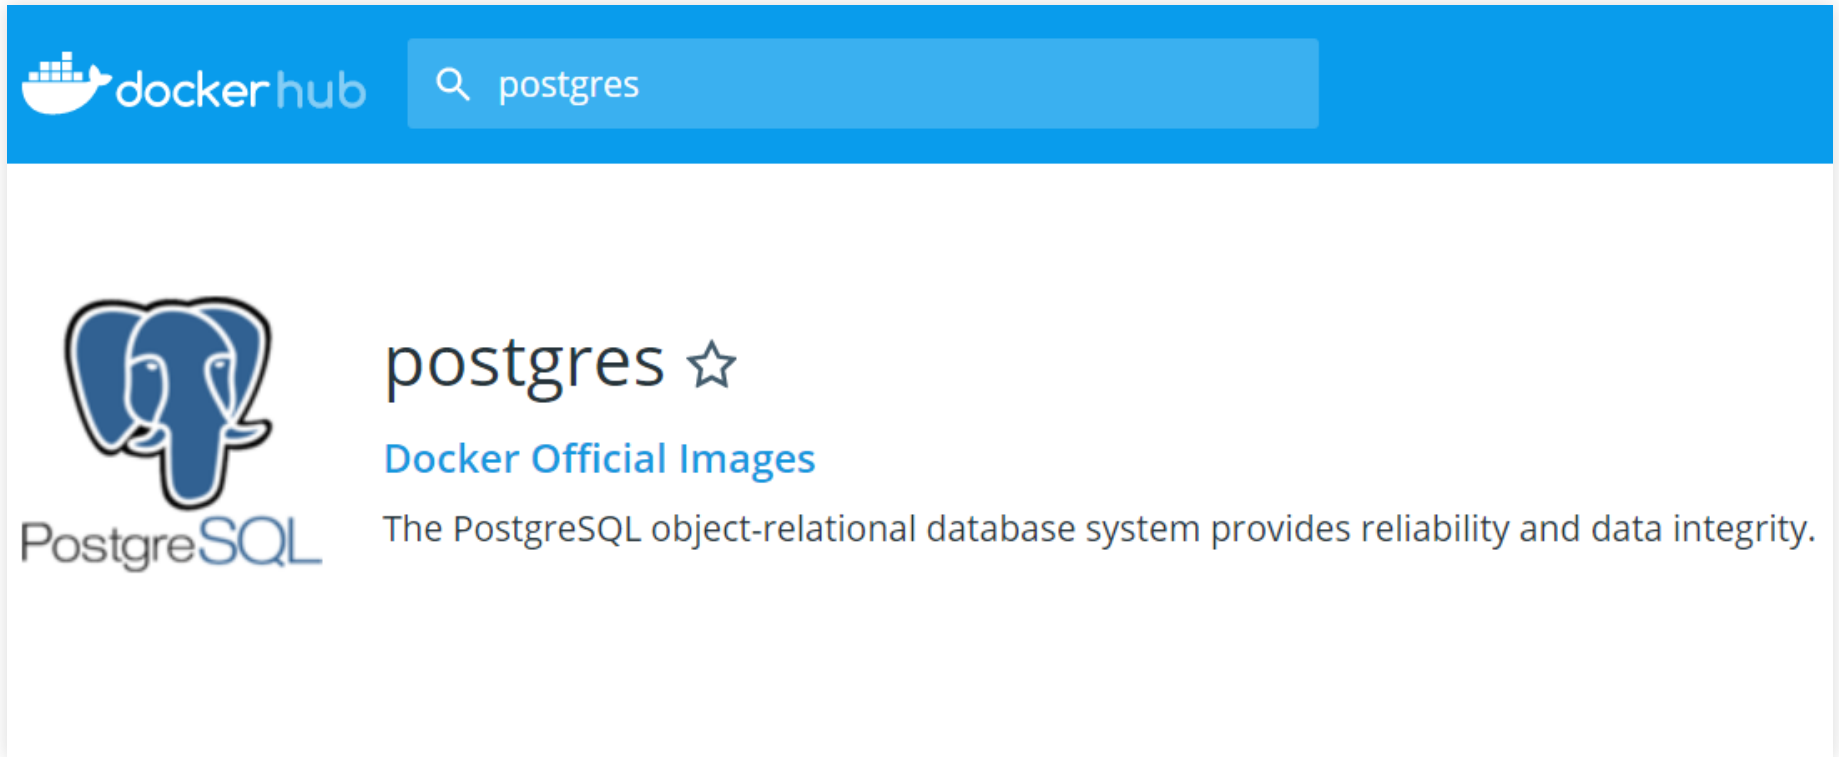 dockerhub
postgres
postgres
Docker Official Images
The PostgreSQL object-relational database system provides reliability and data integrity.
PostgreSQL